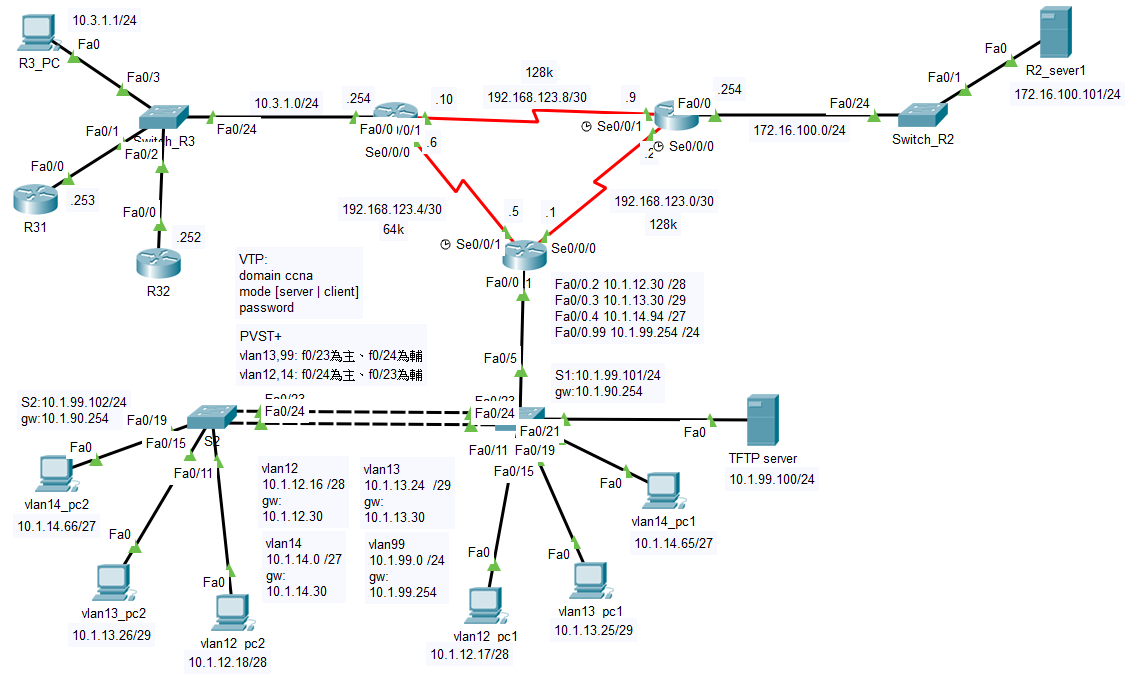 10.3.1.1/24
Fa0
R3_PC
Fa0/3
10.3.1.0/24
.254
Fa0/1
Switch_R3
Fa0/24
Fa0/2
Fa0/0
.253
R31
Fa0/0
.252
R32
Fa0/0
0/0/1
.10
.6
Se0/0/0
128k
192.168.123.8/30
.9
Se0/0/1
Fa0/0
.254
.2
Se0/0/0
172.16.100.0/24
Fa0/24
Switch_R2
Fa0/1
Fa0
R2_sever1
172.16.100.101/24
192.168.123.4/30
64k
192.168.123.0/30
128k
.5
.1
Se0/0/1
Se0/0/0
Fa0/0
1
Fa0/0.2 10.1.12.30 /28
Fa0/0.3 10.1.13.30 /29
Fa0/0.4 10.1.14.94 /27
Fa0/0.99 10.1.99.254 /24
VTP:
domain ccna
mode [server | client]
password
PVST+
vlan13,99: f0/23為主、f0/24為輔
vlan12,14: f0/24為主、f0/23為輔
Fa0/5
S1:10.1.99.101/24
gw:10.1.90.254
S2:10.1.99.102/24
gw:10.1.90.254
Fa0/19
Fa0/15
S2
Fa0/11
Fa0/23
Fa0/24
Fa0/23
Fa0/24
Fa0/21
Fa0/11
Fa0/19
Fa0/15
Fa0
TFTP server
10.1.99.100/24
Fa0
vlan14_pc2
10.1.14.66/27
Fa0
vlan13_pc2
10.1.13.26/29
Fa0
vlan12_pc2
10.1.12.18/28
vlan12
10.1.12.16 /28
gw:
10.1.12.30
vlan13
10.1.13.24 /29
gw:
10.1.13.30
vlan14
10.1.14.0 /27
gw:
10.1.14.30
vlan99
10.1.99.0 /24
gw:
10.1.99.254
Fa0
vlan12_pc1
10.1.12.17/28
Fa0
vlan13_pc1
10.1.13.25/29
Fa0
vlan14_pc1
10.1.14.65/27